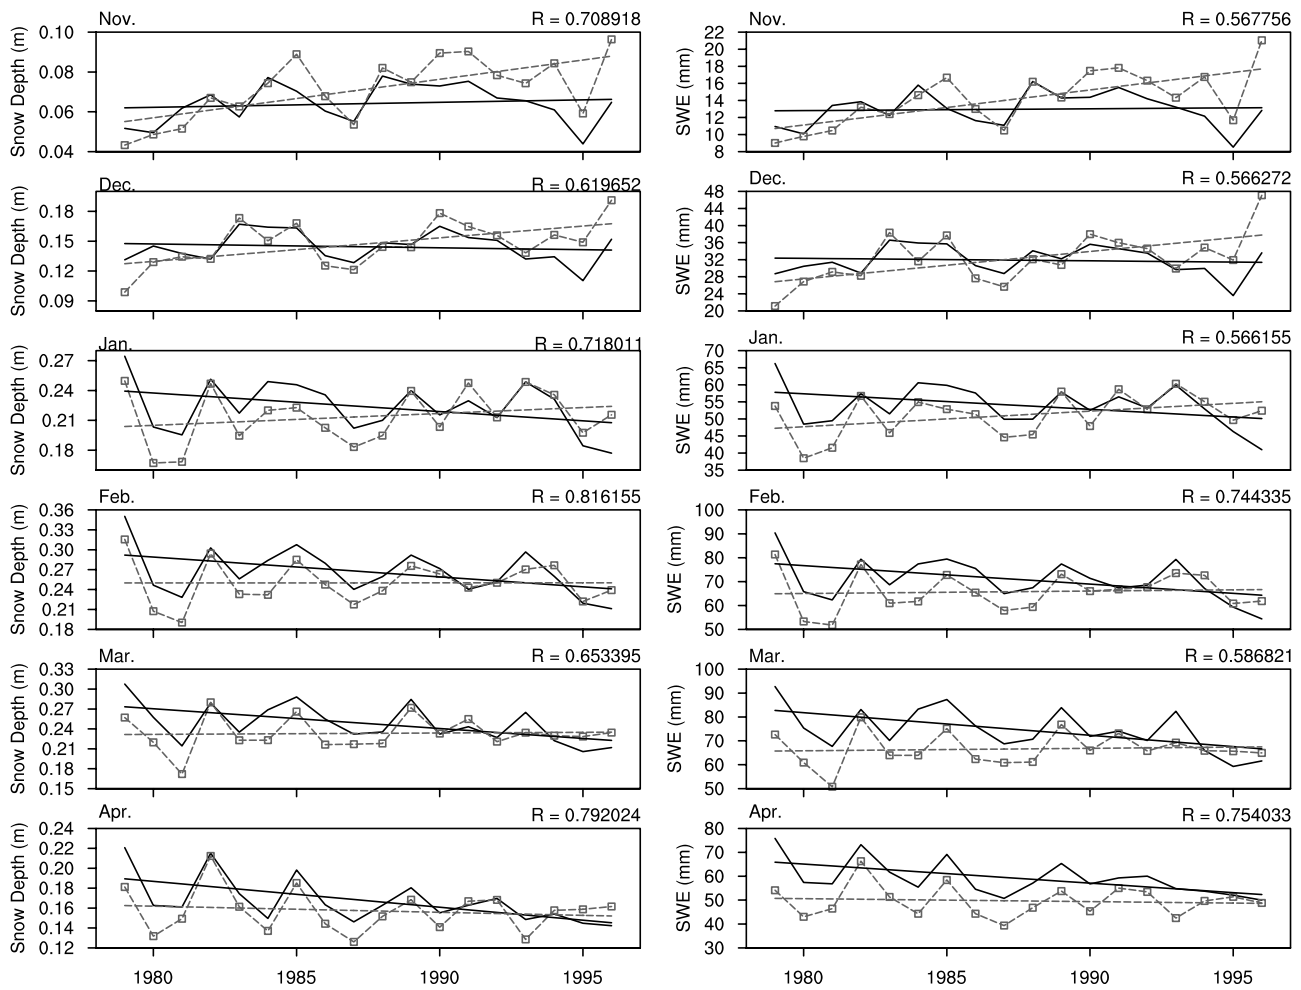 Nov.
R = 0.708918
Snow Depth (m)
0.10
0.08
0.06
0.04
Nov.
R = 0.567756
SWE (mm)
22
20
18
16
14
12
10
8
Dec.
R = 0.619652
Snow Depth (m)
0.18
0.15
0.12
0.09
Dec.
R = 0.566272
SWE (mm)
48
44
40
36
32
28
24
20
Jan.
R = 0.718011
Snow Depth (m)
0.27
0.24
0.21
0.18
Jan.
R = 0.566155
SWE (mm)
70
65
60
55
50
45
40
35
Feb.
R = 0.816155
Snow Depth (m)
0.36
0.33
0.30
0.27
0.24
0.21
0.18
Feb.
R = 0.744335
SWE (mm)
100
90
80
70
60
50
Mar.
R = 0.653395
Snow Depth (m)
0.33
0.30
0.27
0.24
0.21
0.18
0.15
Mar.
R = 0.586821
SWE (mm)
100
90
80
70
60
50
Apr.
R = 0.792024
Snow Depth (m)
0.24
0.22
0.20
0.18
0.16
0.14
0.12
1980 1985 1990 1995
Apr.
R = 0.754033
SWE (mm)
80
70
60
50
40
30
1980 1985 1990 1995